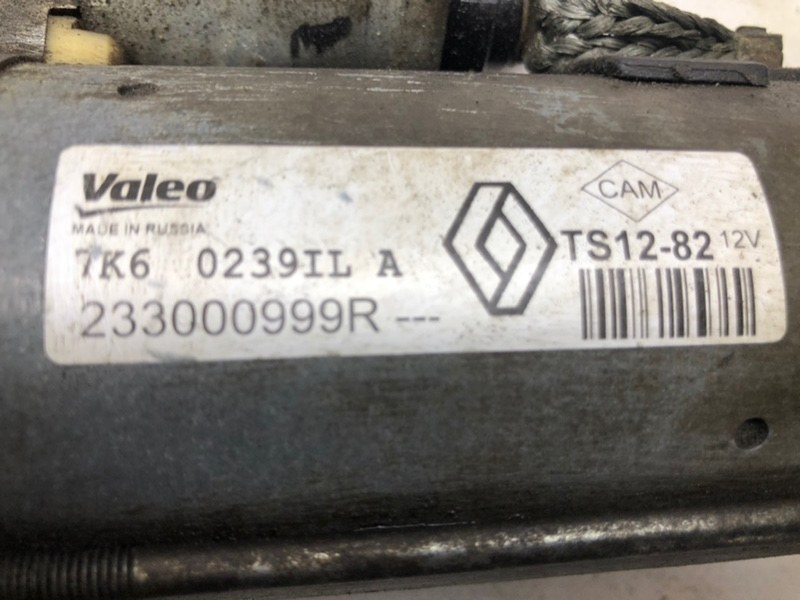 Valeo
MADE IN RUSSIA
7K6 0239IL A
233000999R ---
CAM
TS12-82 12V